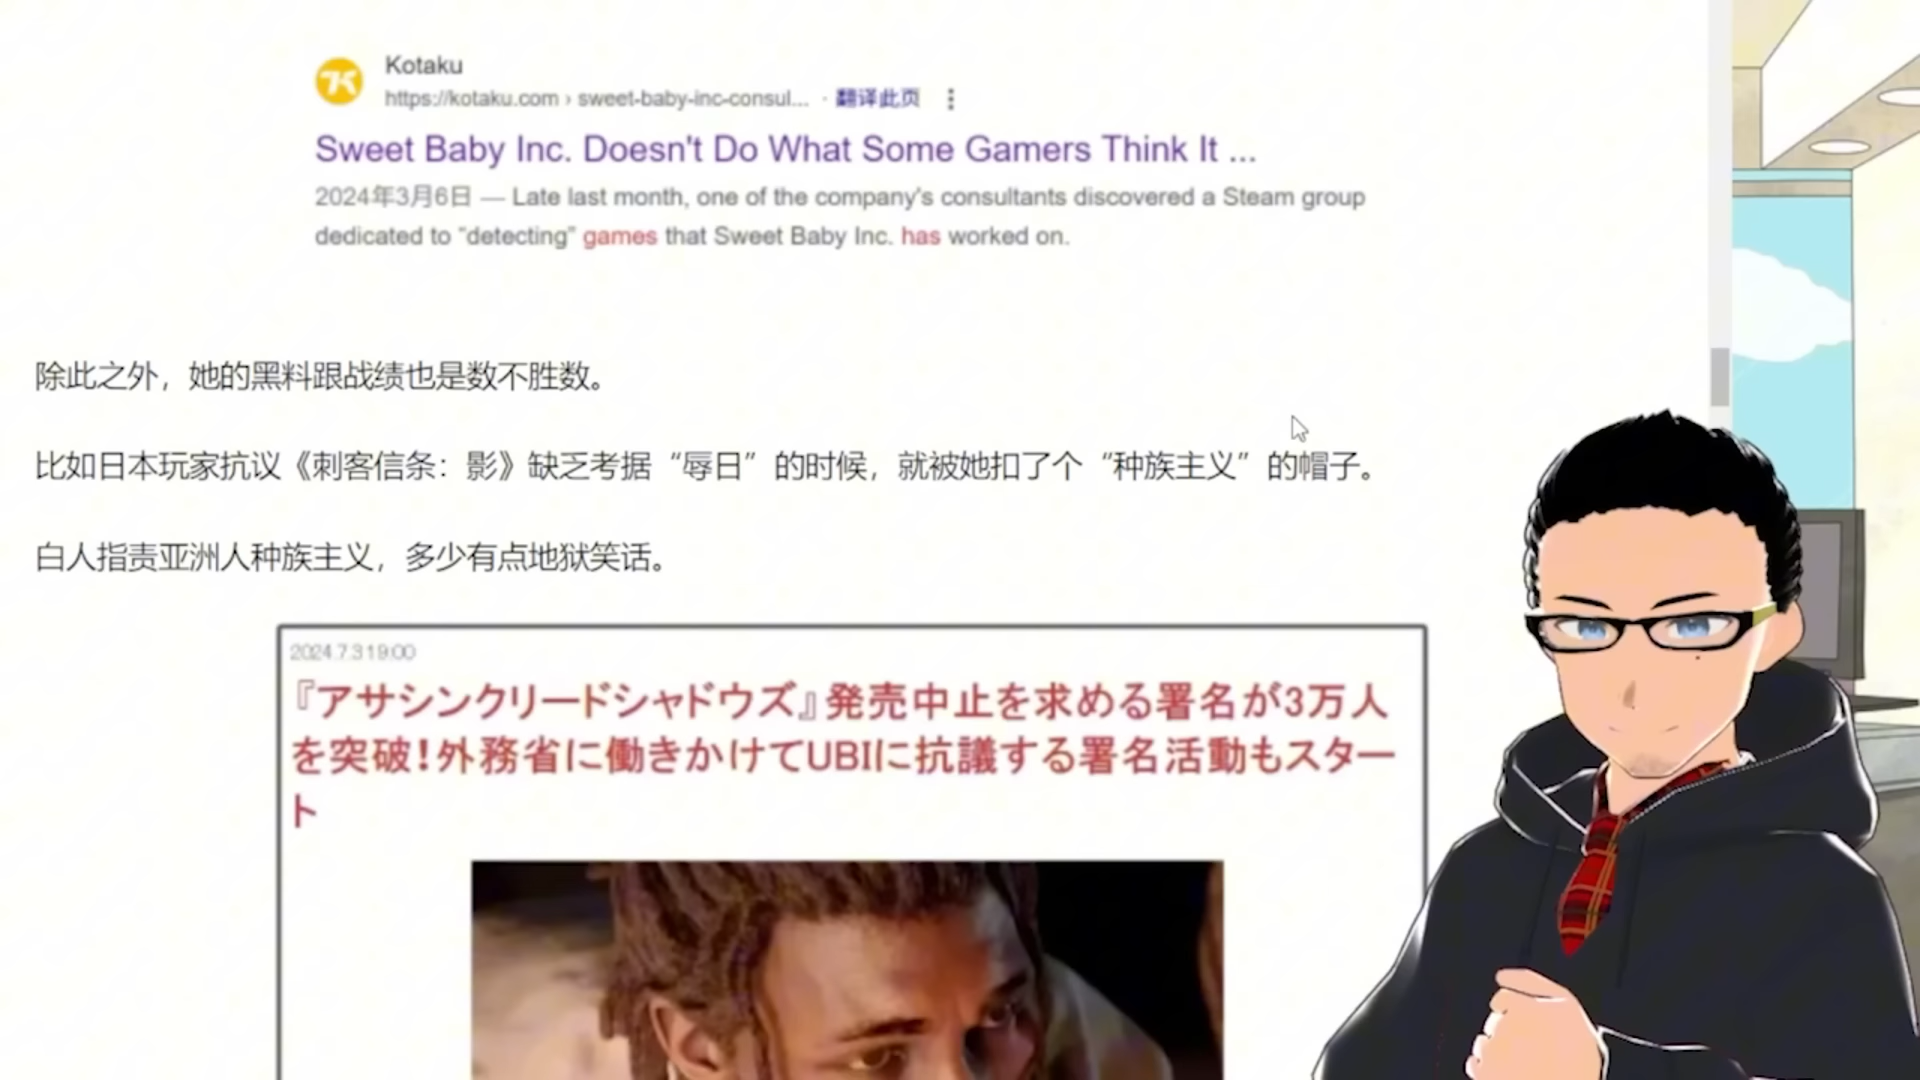 Kotaku
https://kotaku.com › sweet-baby-inc-consul... · 翻译此页
Sweet Baby Inc. Doesn't Do What Some Gamers Think It ...
2024年3月6日 — Late last month, one of the company's consultants discovered a Steam group
dedicated to "detecting" games that Sweet Baby Inc. has worked on.
除此之外，她的黑料跟战绩也是数不胜数。
比如日本玩家抗议《刺客信条：影》缺乏考据“辱日”的时候，就被她扣了个“种族主义”的帽子。
白人指责亚洲人种族主义，多少有点地狱笑话。
2024.7.3 19:00
『アサシンクリードシャドウズ』発売中止を求める署名が3万人
を突破！外務省に働きかけてUBIに抗議する署名活動もスター
ト